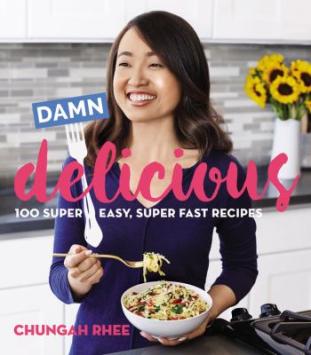 DAMN
delicious
100 SUPER EASY, SUPER FAST RECIPES
CHUNGAH RHEE